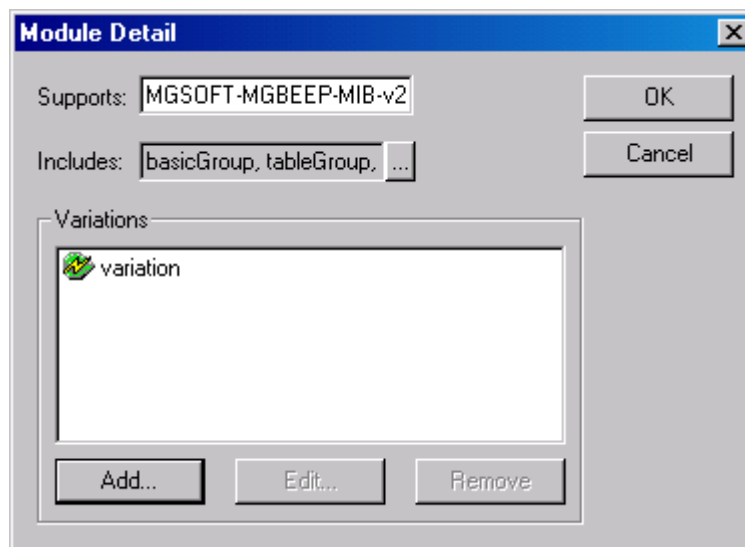 Module Detail
Supports: MGSOFT-MGBEEP-MIB-v2
OK
Includes: basicGroup, tableGroup, ...
Cancel
Variations
variation
Add... Edit... Remove